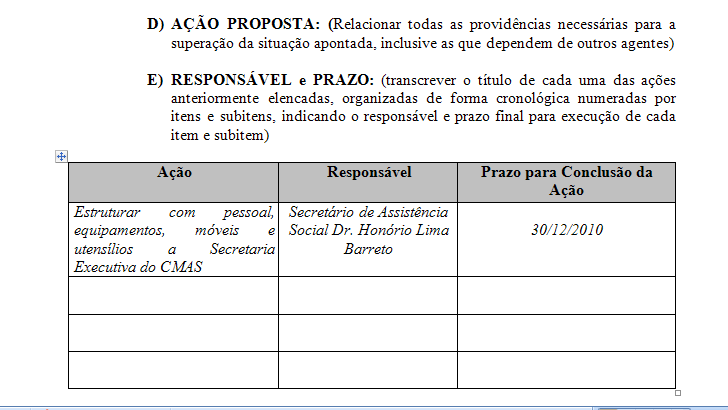 D) AÇÃO PROPOSTA: (Relacionar todas as providências necessárias para a
superação da situação apontada, inclusive as que dependem de outros agentes)
E) RESPONSÁVEL e PRAZO: (transcrever o título de cada uma das ações
anteriormente elencadas, organizadas de forma cronológica numeradas por
itens e subitens, indicando o responsável e prazo final para execução de cada
item e subitem)
Ação
Responsável
Prazo para Conclusão da
Ação
Estruturar com pessoal,
equipamentos, móveis e
utensílios a Secretaria
Executiva do CMAS
Secretário de Assistência
Social Dr. Honório Lima
Barreto
30/12/2010